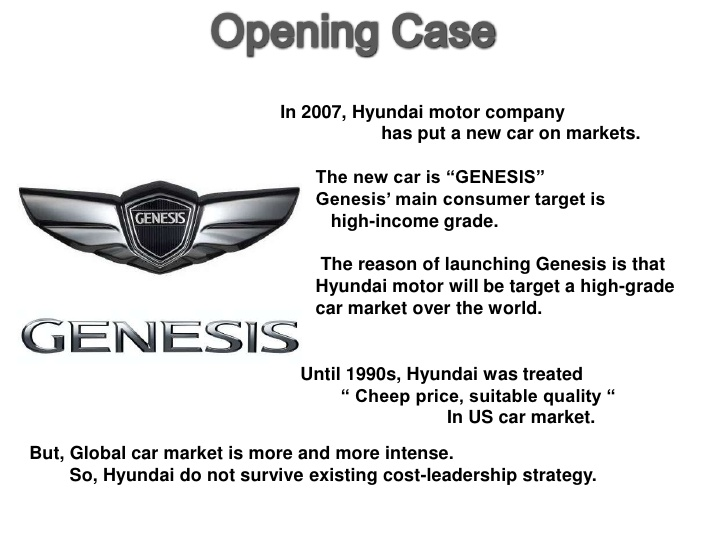 Opening Case
In 2007, Hyundai motor company
has put a new car on markets.
The new car is “GENESIS”
Genesis’ main consumer target is
high-income grade.
GENESIS
The reason of launching Genesis is that
Hyundai motor will be target a high-grade
car market over the world.
GENESIS
Until 1990s, Hyundai was treated
“ Cheep price, suitable quality “
In US car market.
But, Global car market is more and more intense.
So, Hyundai do not survive existing cost-leadership strategy.